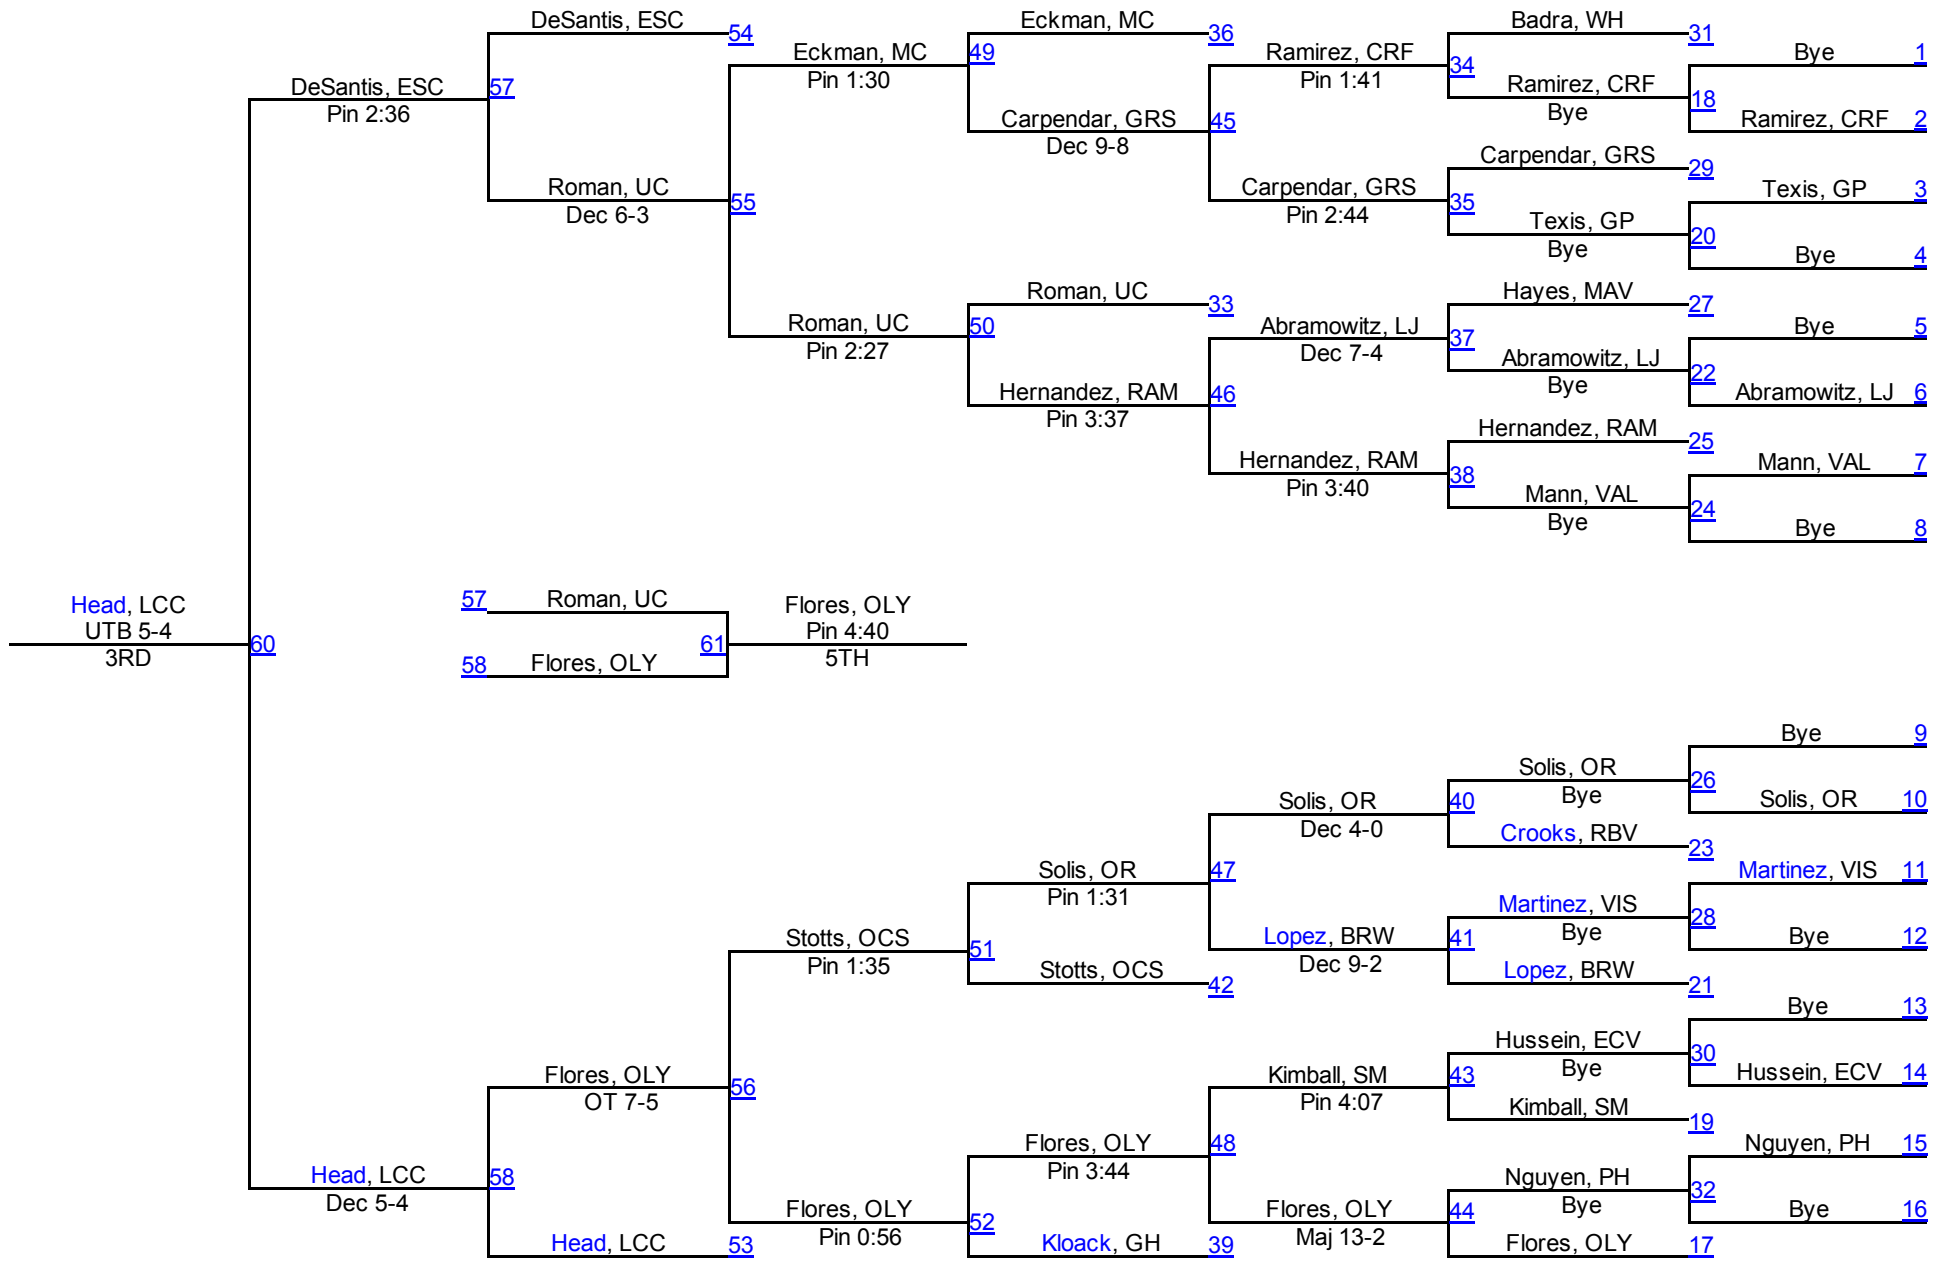 DeSantis, ESC
54
Eckman, MC
36
Badra, WH
31
Bye 1
Eckman, MC
49
Pin 1:30
Ramirez, CRF
34
Pin 1:41
Ramirez, CRF
18
Bye
Ramirez, CRF 2
DeSantis, ESC
57
Pin 2:36
Carpendar, GRS
45
Dec 9-8
Carpendar, GRS
29
Texis, GP 3
Roman, UC
55
Dec 6-3
Carpendar, GRS
35
Pin 2:44
Texis, GP
20
Bye
Bye 4
Roman, UC
33
Hayes, MAV
27
Bye 5
Roman, UC
50
Pin 2:27
Abramowitz, LJ
37
Dec 7-4
Abramowitz, LJ
22
Bye
Abramowitz, LJ 6
Hernandez, RAM
46
Pin 3:37
Hernandez, RAM
25
Mann, VAL 7
Hernandez, RAM
38
Pin 3:40
Mann, VAL
24
Bye
Bye 8
Head, LCC
UTB 5-4
60
3RD
57 Roman, UC
58 Flores, OLY
61
Flores, OLY
Pin 4:40
5TH
Bye 9
Solis, OR
26
Bye
Solis, OR 10
Solis, OR
40
Dec 4-0
Crooks, RBV
23
Solis, OR
47
Pin 1:31
Martinez, VIS 11
Martinez, VIS
28
Bye
Bye 12
Stotts, OCS
51
Pin 1:35
Lopez, BRW
41
Dec 9-2
Lopez, BRW
21
Stotts, OCS
42
Bye 13
Hussein, ECV
30
Bye
Hussein, ECV 14
Flores, OLY
56
OT 7-5
Kimball, SM
43
Pin 4:07
Kimball, SM
19
Flores, OLY
48
Pin 3:44
Nguyen, PH 15
Head, LCC
58
Dec 5-4
Nguyen, PH
32
Bye
Bye 16
Flores, OLY
52
Pin 0:56
Flores, OLY
44
Maj 13-2
Head, LCC 53
Kloack, GH 39
Flores, OLY 17